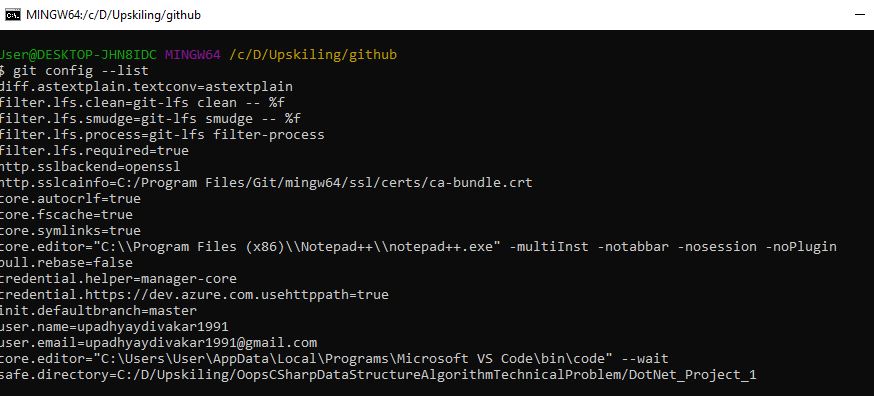 MINGW64:/c/D/Upskiling/github
User@DESKTOP-JHN8IDC MINGW64 /c/D/Upskiling/github
$ git config --list
diff.astextplain.textconv=astextplain
filter.lfs.clean=git-lfs clean -- %f
filter.lfs.smudge=git-lfs smudge -- %f
filter.lfs.process=git-lfs filter-process
filter.lfs.required=true
http.sslbackend=openssl
http.sslcainfo=C:/Program Files/Git/mingw64/ssl/certs/ca-bundle.crt
core.autocrlf=true
core.fscache=true
core.symlinks=true
core.editor="C:\\Program Files (x86)\\Notepad++\\notepad++.exe" -multiInst -notabbar -nosession -noPlugin
pull.rebase=false
credential.helper=manager-core
credential.https://dev.azure.com.usehttppath=true
init.defaultbranch=master
user.name=upadhyaydivakar1991
user.email=upadhyaydivakar1991@gmail.com
core.editor="C:\Users\User\AppData\Local\Programs\Microsoft VS Code\bin\code" --wait
safe.directory=C:/D/Upskiling/OopsCSharpDataStructureAlgorithmTechnicalProblem/DotNet_Project_1